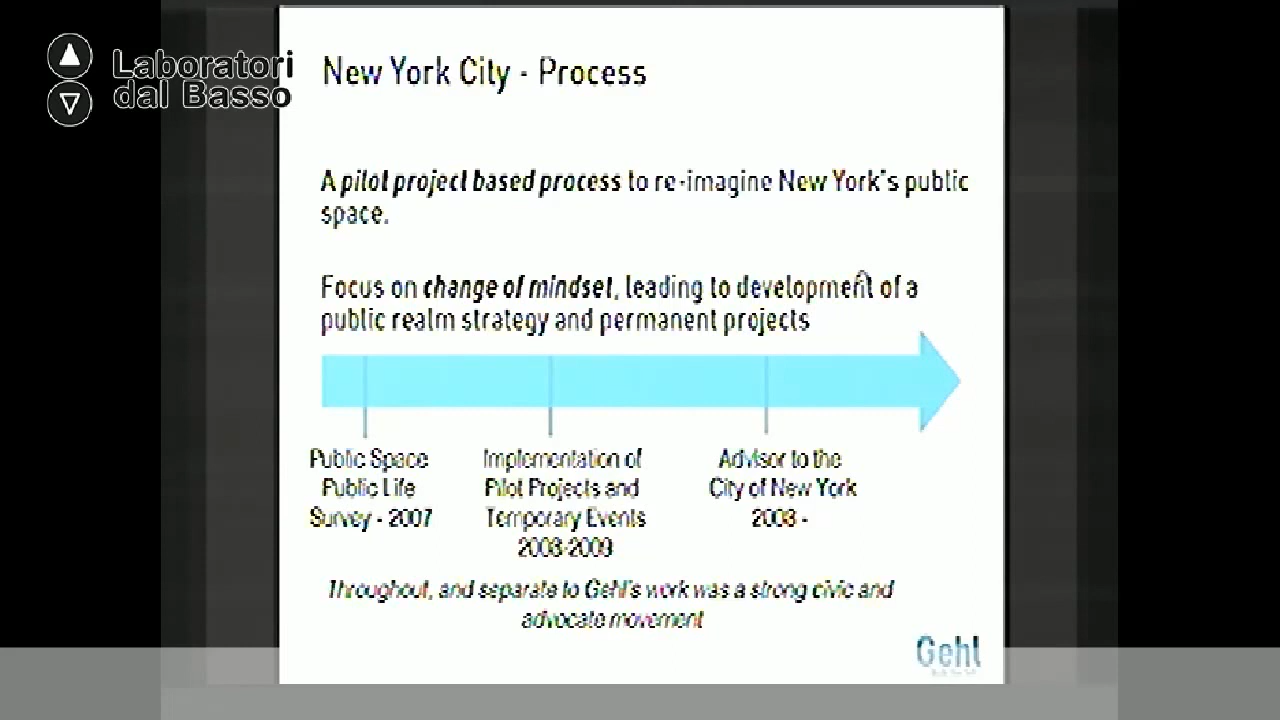 Laboratori
dal Basso
New York City - Process
A pilot project based process to re-imagine New York's public
space.
Focus on change of mindset, leading to development of a
public realm strategy and permanent projects
Public Space
Public Life
Survey - 2007
Implementation of
Pilot Projects and
Temporary Events
2008-2009
Advisor to the
City of New York
2008 -
Throughout, and separate to Gehl's work was a strong civic and
advocate movement
Gehl